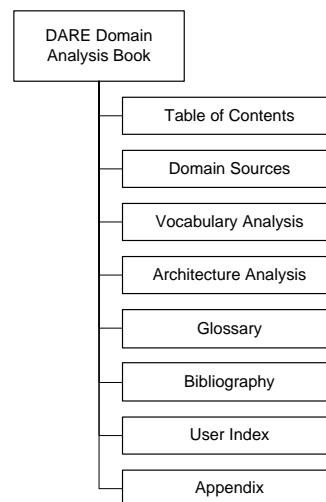 DARE Domain
Analysis Book
Table of Contents
Domain Sources
Vocabulary Analysis
Architecture Analysis
Glossary
Bibliography
User Index
Appendix